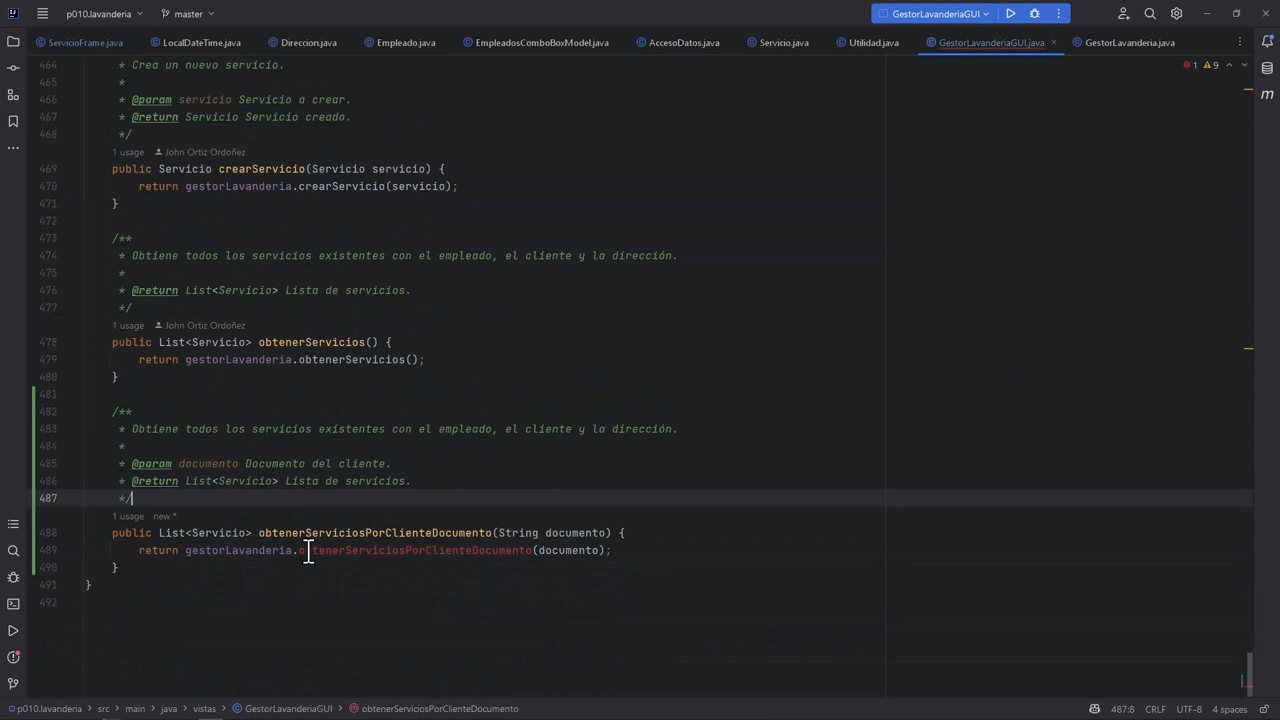 p010.lavanderia master GestorLavanderiaGUI
ServicioFrame.java LocalDateTime.java Direccion.java Empleado.java EmpleadosComboBoxModel.java AccesoDatos.java Servicio.java Utilidad.java GestorLavanderiaGUI.java GestorLavanderia.java
464 * Crea un nuevo servicio. 1 9
465 *
466 * @param servicio Servicio a crear.
467 * @return Servicio Servicio creado.
468 */
1 usage John Ortiz Ordoñez
469 public Servicio crearServicio(Servicio servicio) {
470 return gestorLavanderia.crearServicio(servicio);
471 }
472
473 /**
474 * Obtiene todos los servicios existentes con el empleado, el cliente y la dirección.
475 *
476 * @return List<Servicio> Lista de servicios.
477 */
1 usage John Ortiz Ordoñez
478 public List<Servicio> obtenerServicios() {
479 return gestorLavanderia.obtenerServicios();
480 }
481
482 /**
483 * Obtiene todos los servicios existentes con el empleado, el cliente y la dirección.
484 *
485 * @param documento Documento del cliente.
486 * @return List<Servicio> Lista de servicios.
487 */
1 usage new *
488 public List<Servicio> obtenerServiciosPorClienteDocumento(String documento) {
489 return gestorLavanderia.obtenerServiciosPorClienteDocumento(documento);
490 }
491 }
492
p010.lavanderia > src > main > java > vistas > GestorLavanderiaGUI > obtenerServiciosPorClienteDocumento 487:8 CRLF UTF-8 4 spaces